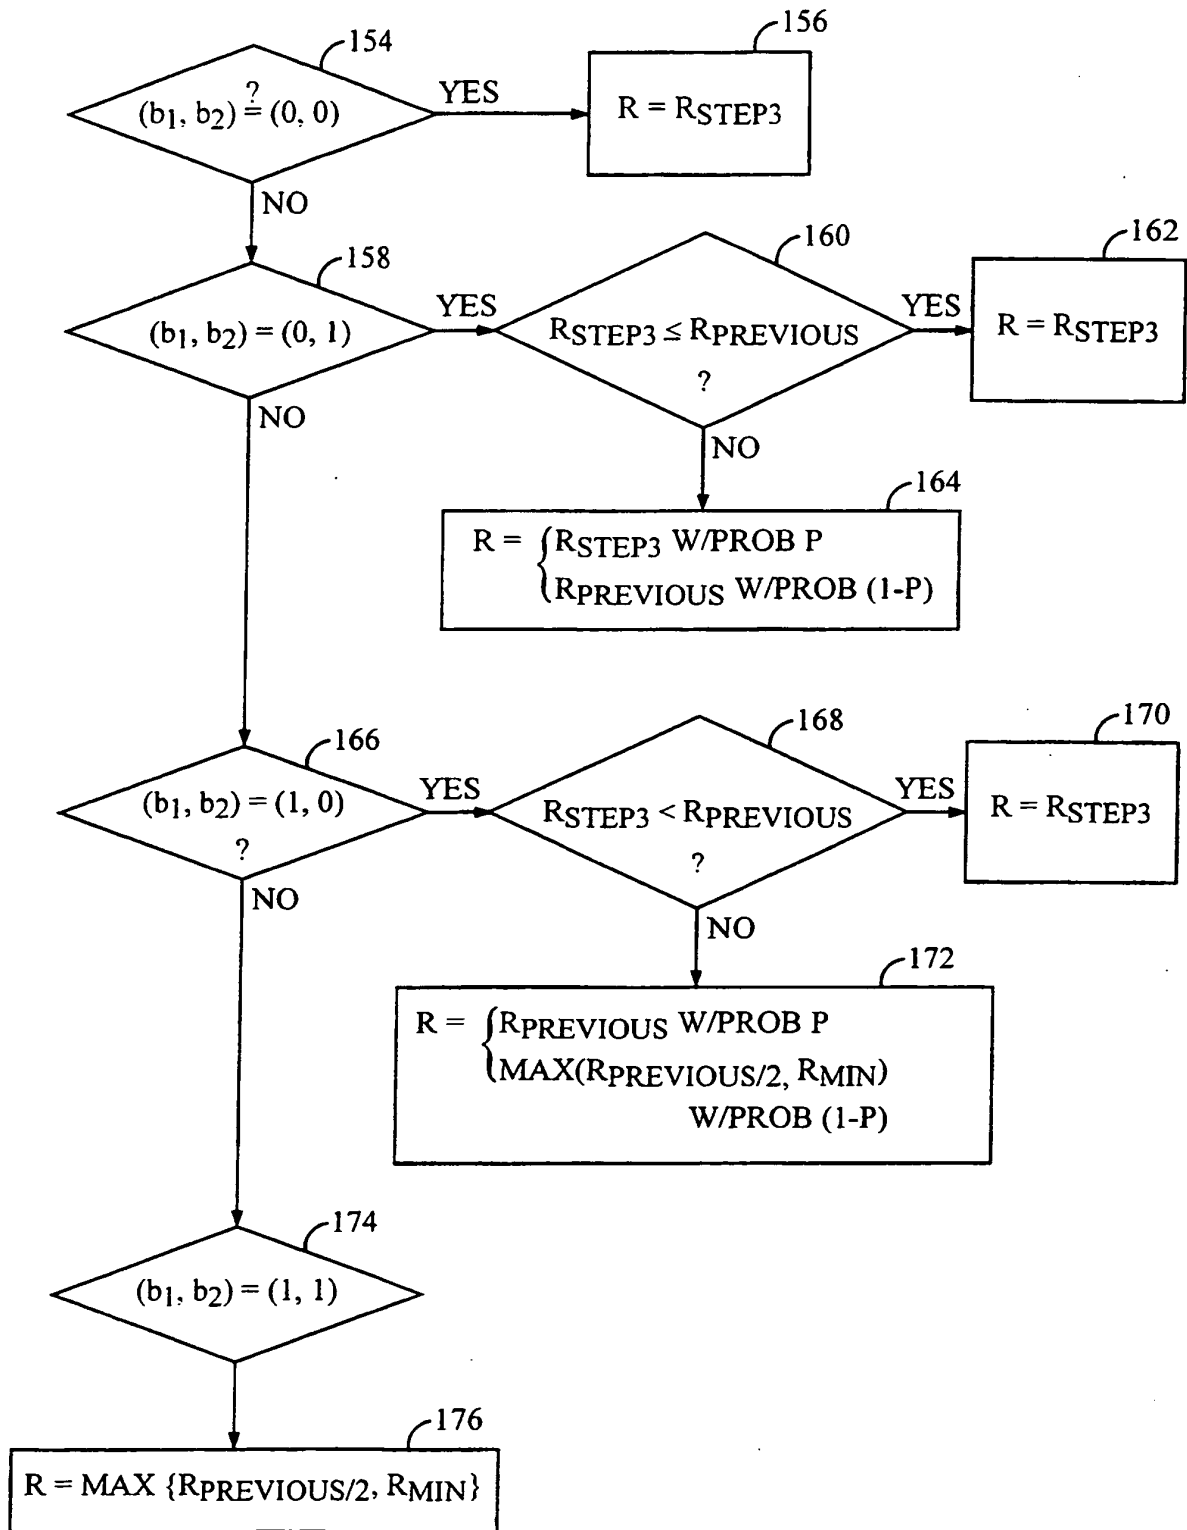 154
?
(b1, b2) = (0, 0)
YES
156
R = RSTEP3
NO
158
(b1, b2) = (0, 1)
YES
160
RSTEP3 ≤ RPREVIOUS
?
YES
162
R = RSTEP3
NO
NO
164
R = { RSTEP3 W/PROB P
RPREVIOUS W/PROB (1-P)
166
(b1, b2) = (1, 0)
?
YES
168
RSTEP3 < RPREVIOUS
?
YES
170
R = RSTEP3
NO
NO
172
R = { RPREVIOUS W/PROB P
MAX(RPREVIOUS/2, RMIN)
W/PROB (1-P)
174
(b1, b2) = (1, 1)
176
R = MAX {RPREVIOUS/2, RMIN}